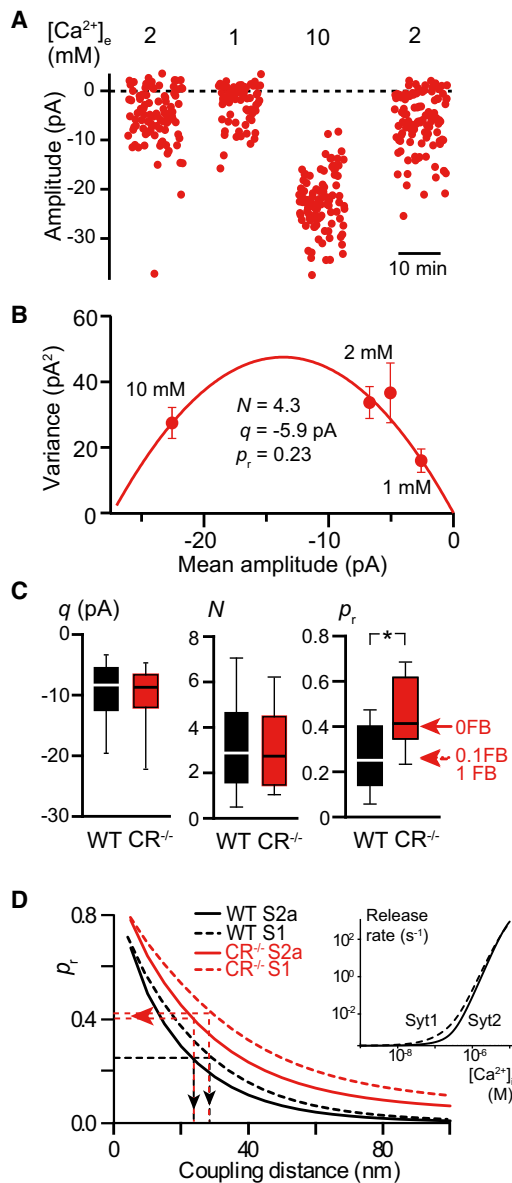 A
[Ca²⁺]ₑ
(mM)
2 1 10 2
Amplitude (pA)
0
-10
-20
-30
10 min
B
Variance (pA²)
60
40
20
0
10 mM
2 mM
1 mM
N = 4.3
q = -5.9 pA
pᵣ = 0.23
-20 -10 0
Mean amplitude (pA)
C
q (pA)
0
-10
-20
-30
WT CR⁻/⁻
N
8
6
4
2
0
WT CR⁻/⁻
pᵣ
0.8
0.6
0.4
0.2
0
*
0FB
0.1FB
1 FB
WT CR⁻/⁻
D
pᵣ
0.8
0.4
0.0
WT S2a
WT S1
CR⁻/⁻ S2a
CR⁻/⁻ S1
0 40 80
Coupling distance (nm)
Release
rate (s⁻¹)
10²
10⁰
10⁻²
Syt1 Syt2
10⁻⁸ 10⁻⁶
[Ca²⁺]ᵢ
(M)